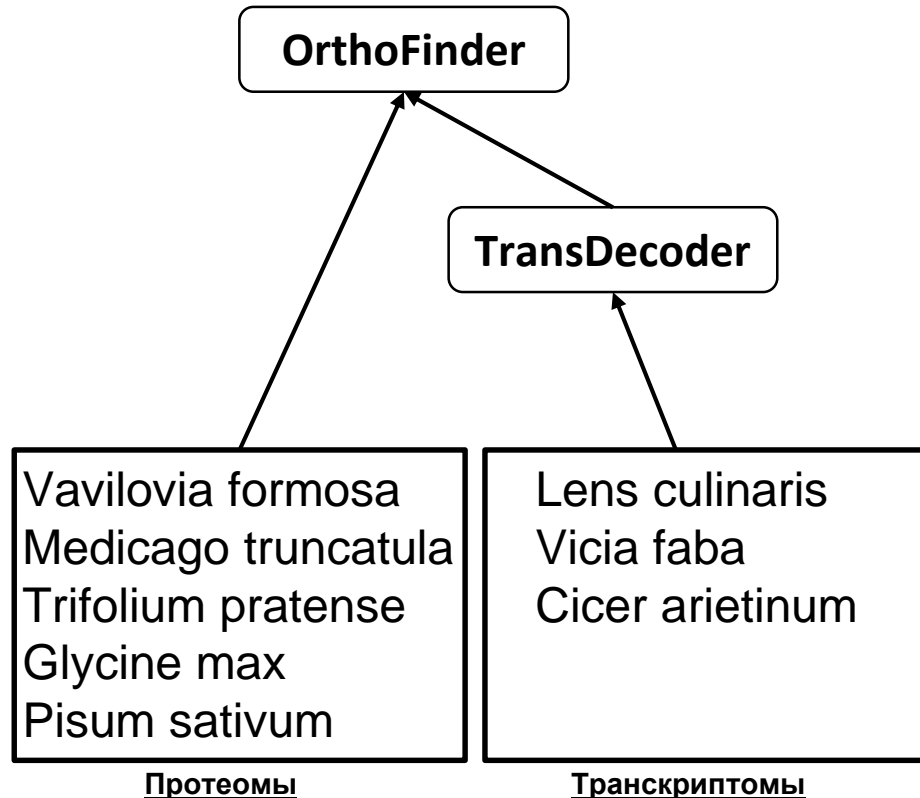 OrthoFinder
TransDecoder
Vavilovia formosa
Medicago truncatula
Trifolium pratense
Glycine max
Pisum sativum
Lens culinaris
Vicia faba
Cicer arietinum
Протеомы
Транскриптомы